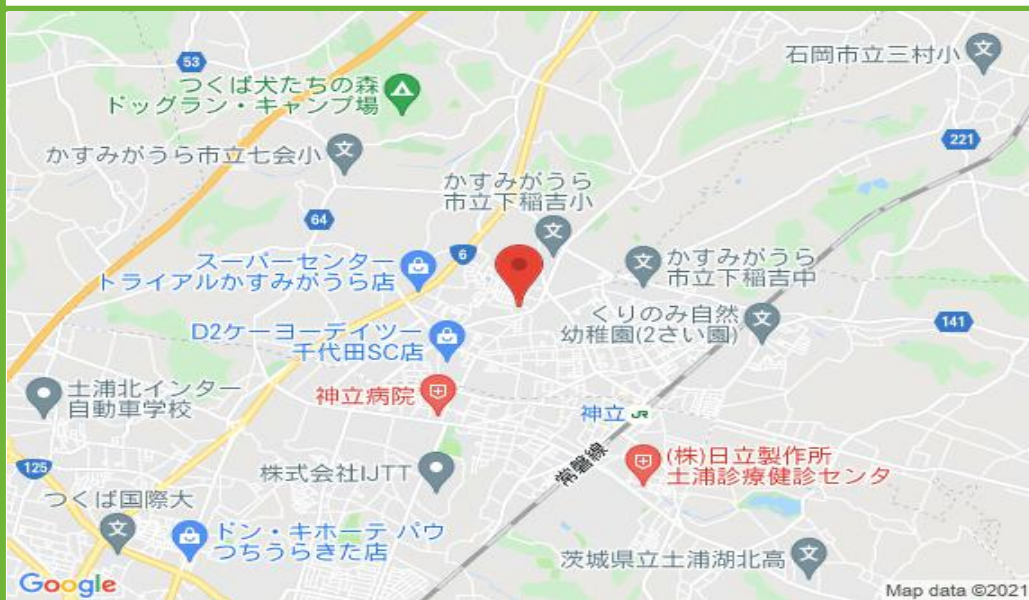 石岡市立三村小
53
つくば犬たちの森
ドッグラン・キャンプ場
かすみがうら市立七会小
221
かすみがうら
市立下稲吉小
64
6
スーパーセンター
トライアルかすみがうら店
かすみがうら
市立下稲吉中
くりのみ自然
幼稚園(2さい園)
141
D2ケーヨーデイツー
千代田SC店
土浦北インター
自動車学校
神立病院
神立 JR
常磐線
(株)日立製作所
土浦診療健診センタ
125
株式会社IJTT
つくば国際大
ドン・キホーテ パウ
つちうらきた店
茨城県立土浦湖北高
Google
Map data ©2021